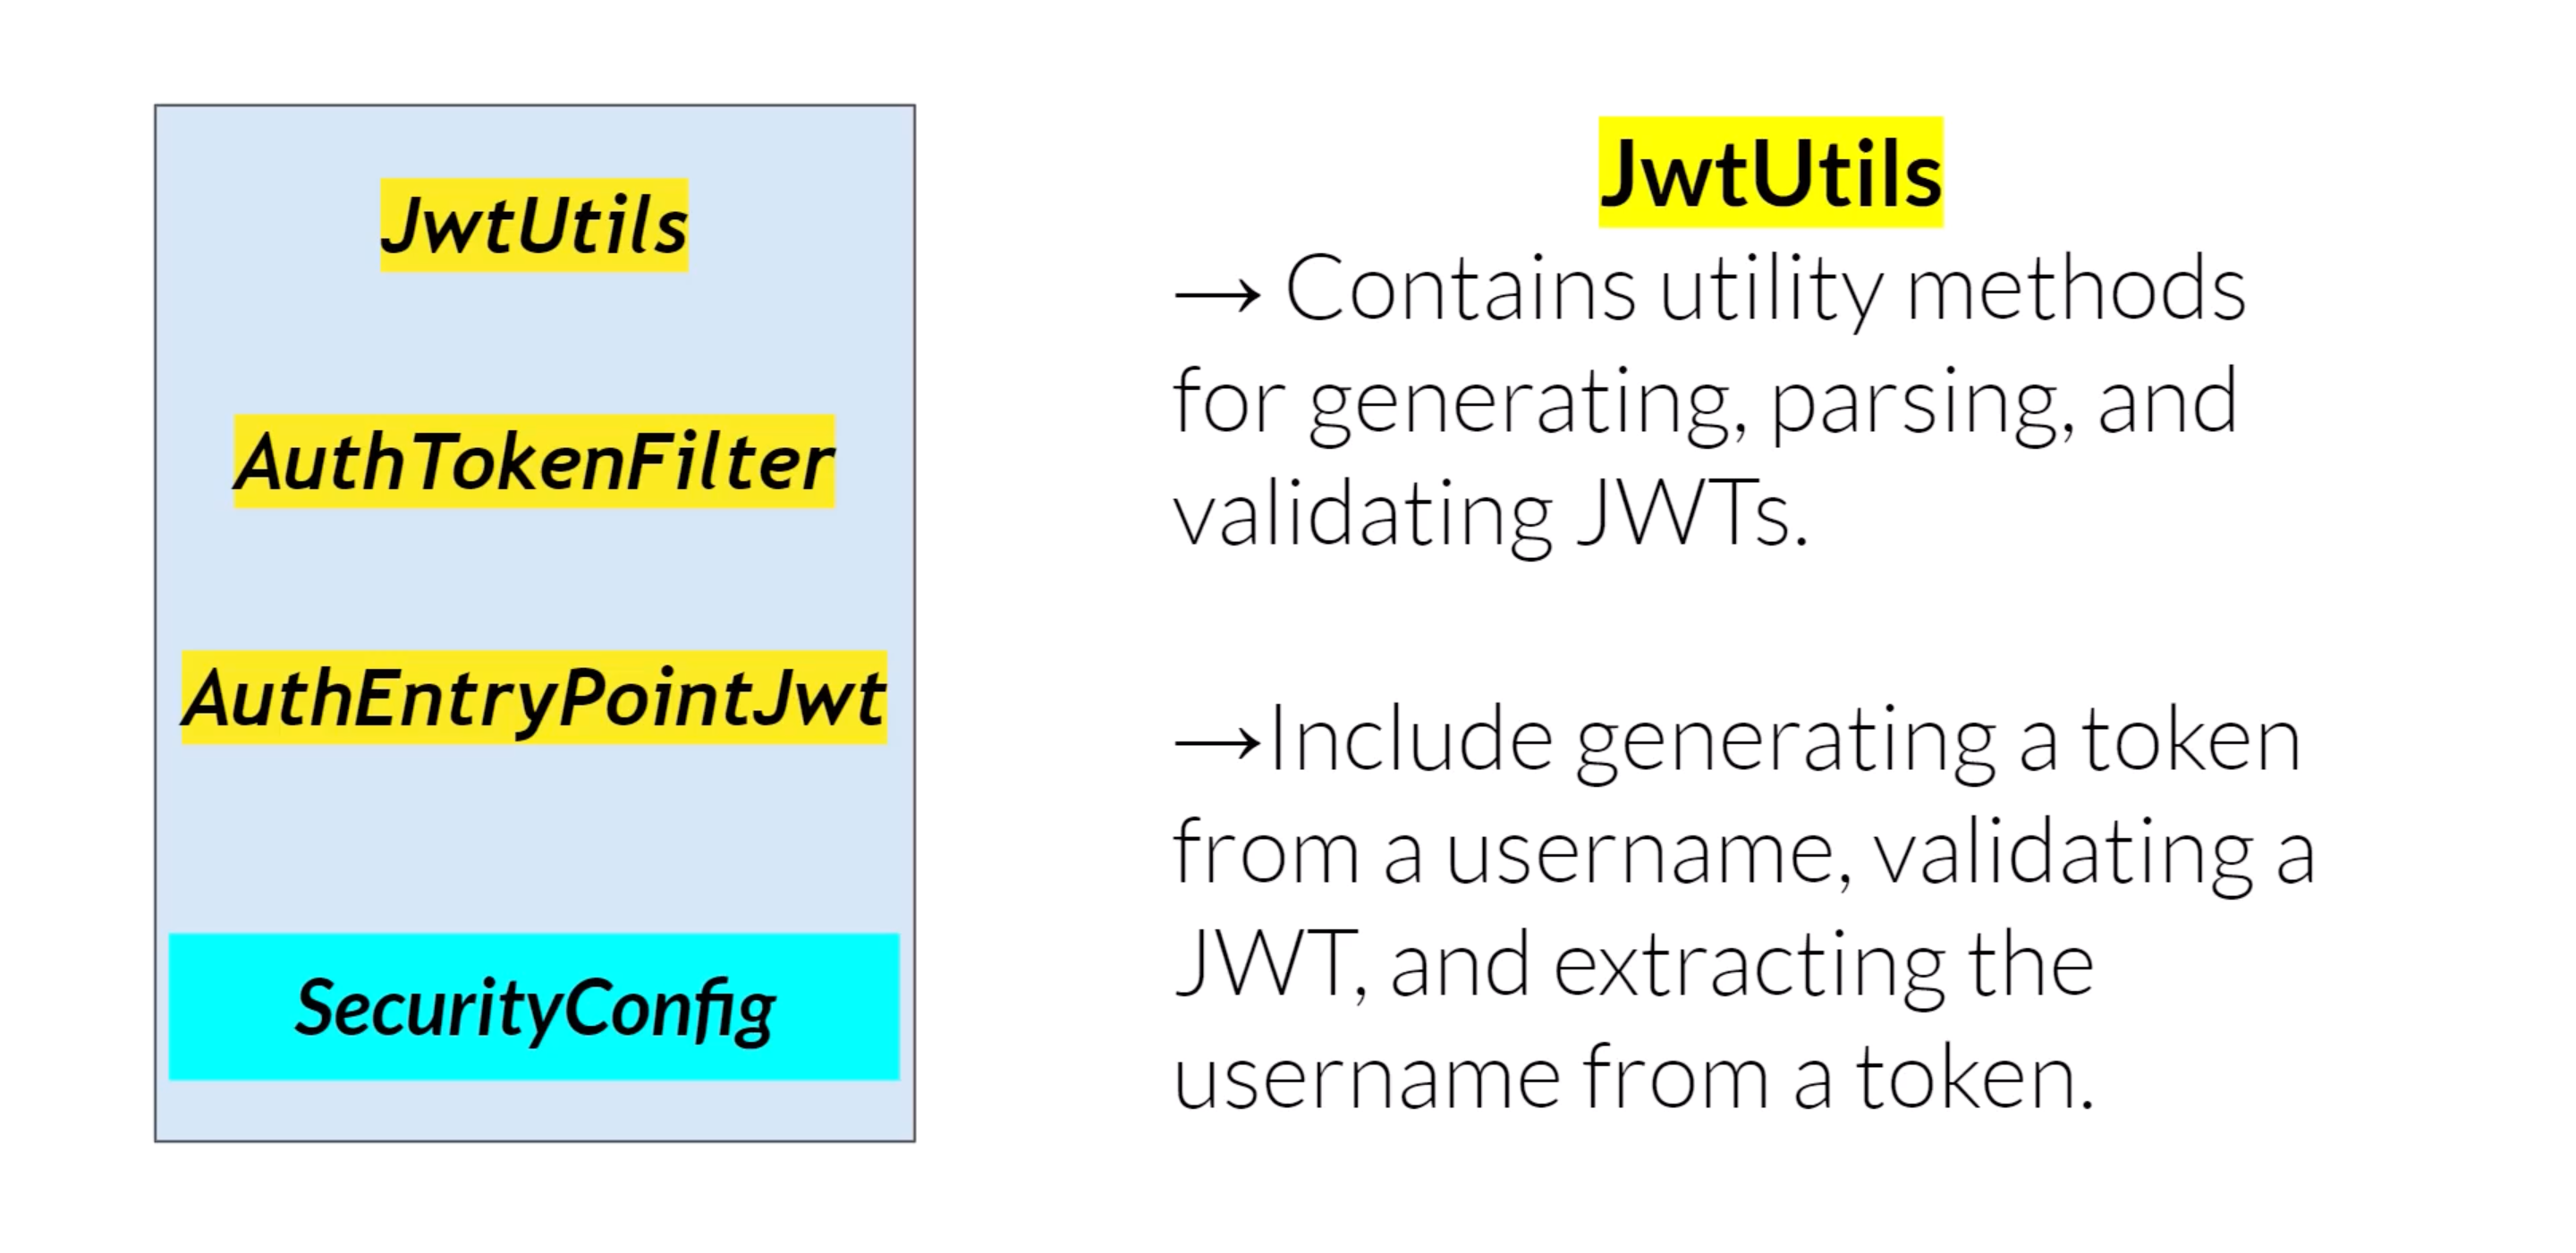 JwtUtils
AuthTokenFilter
AuthEntryPointJwt
SecurityConfig
JwtUtils
→ Contains utility methods
for generating, parsing, and
validating JWTs.
→Include generating a token
from a username, validating a
JWT, and extracting the
username from a token.